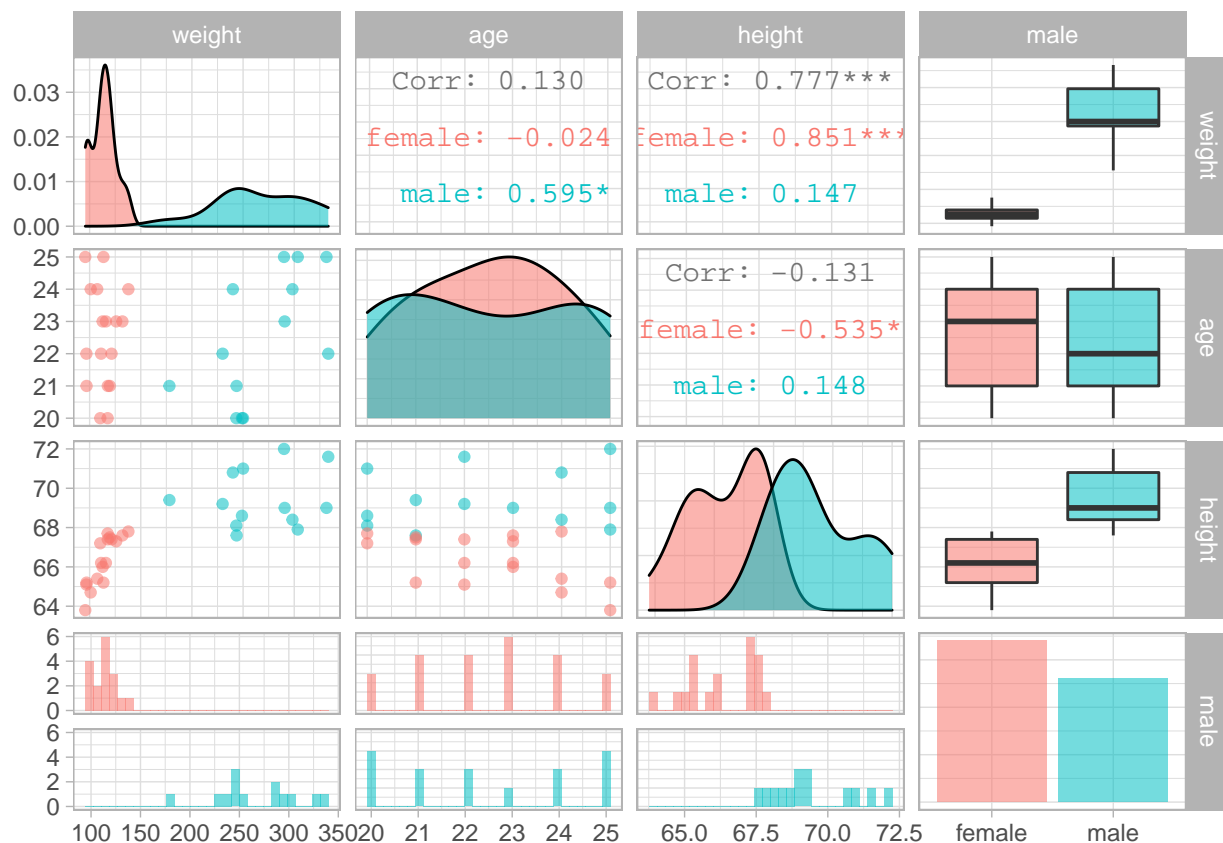 weight age height male
0.03
0.02
0.01
0.00
Corr: 0.130
female: -0.024
male: 0.595*
Corr: 0.777***
female: 0.851***
male: 0.147
weight
25
24
23
22
21
20
Corr: -0.131
female: -0.535*
male: 0.148
age
72
70
68
66
64
height
6
4
2
0
6
4
2
0
male
100 150 200 250 300 350
20 21 22 23 24 25
65.0 67.5 70.0 72.5
female male